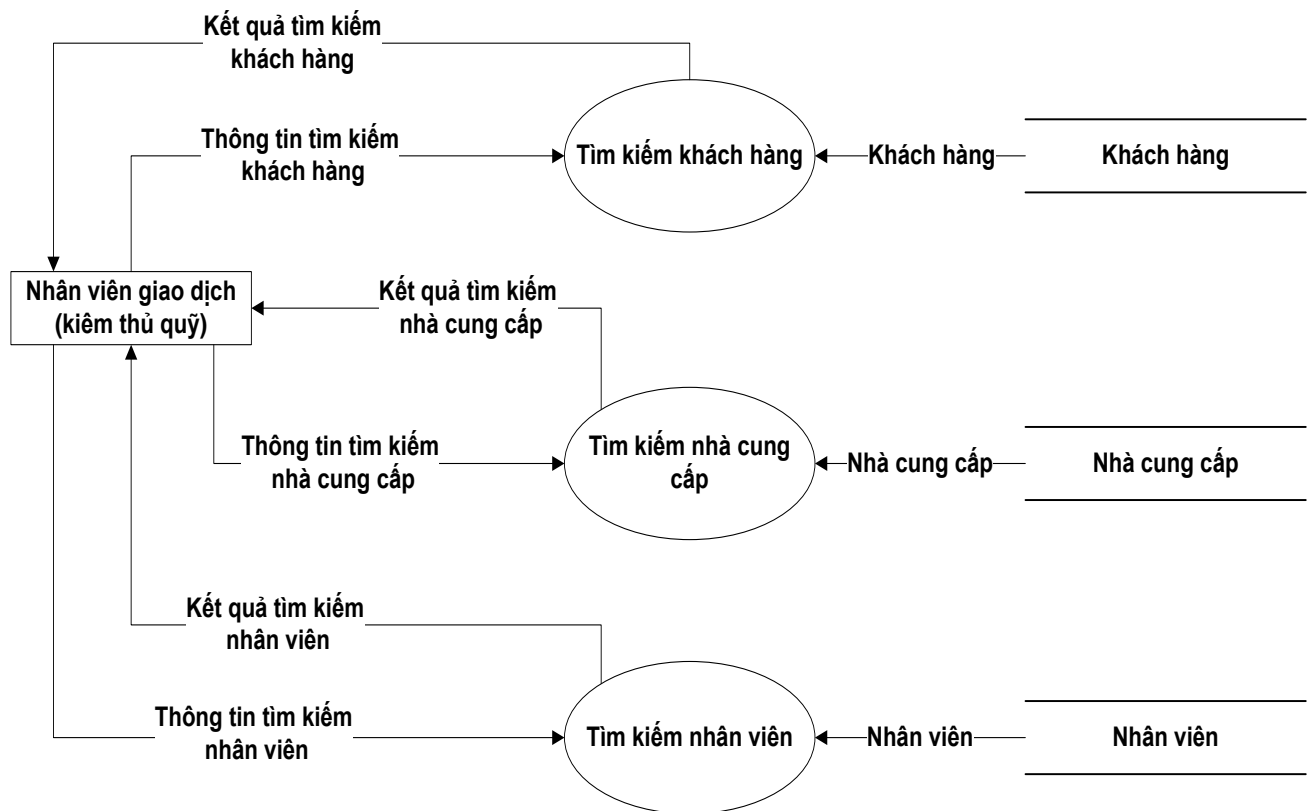 Kết quả tìm kiếm
khách hàng
Thông tin tìm kiếm
khách hàng
Tìm kiếm khách hàng
Khách hàng
Khách hàng
Nhân viên giao dịch
(kiêm thủ quỹ)
Kết quả tìm kiếm
nhà cung cấp
Thông tin tìm kiếm
nhà cung cấp
Tìm kiếm nhà cung
cấp
Nhà cung cấp
Nhà cung cấp
Kết quả tìm kiếm
nhân viên
Thông tin tìm kiếm
nhân viên
Tìm kiếm nhân viên
Nhân viên
Nhân viên